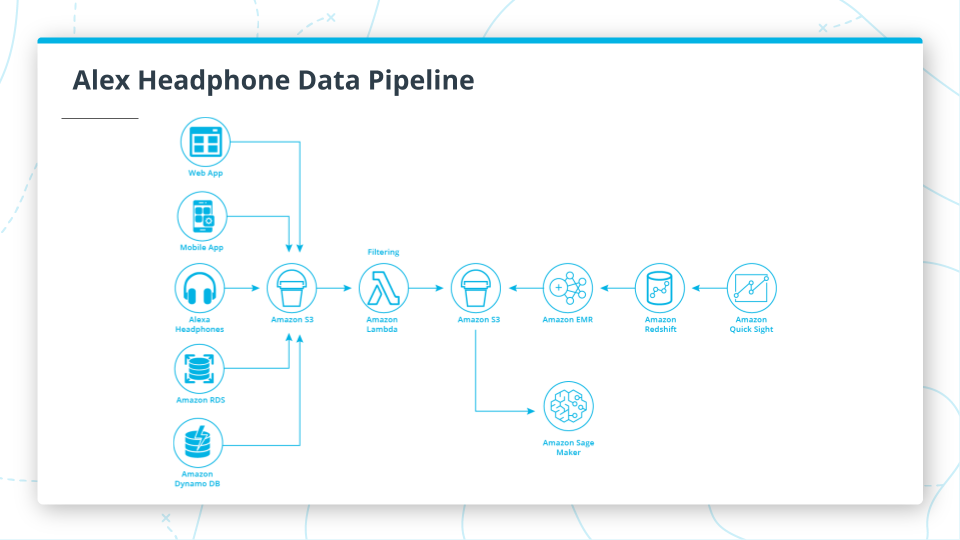 Alex Headphone Data Pipeline
Web App
Mobile App
Filtering
Alexa
Headphones
Amazon S3
Amazon
Lambda
Amazon S3
Amazon EMR
Amazon
Redshift
Amazon
Quick Sight
Amazon RDS
Amazon Sage
Maker
Amazon
Dynamo DB